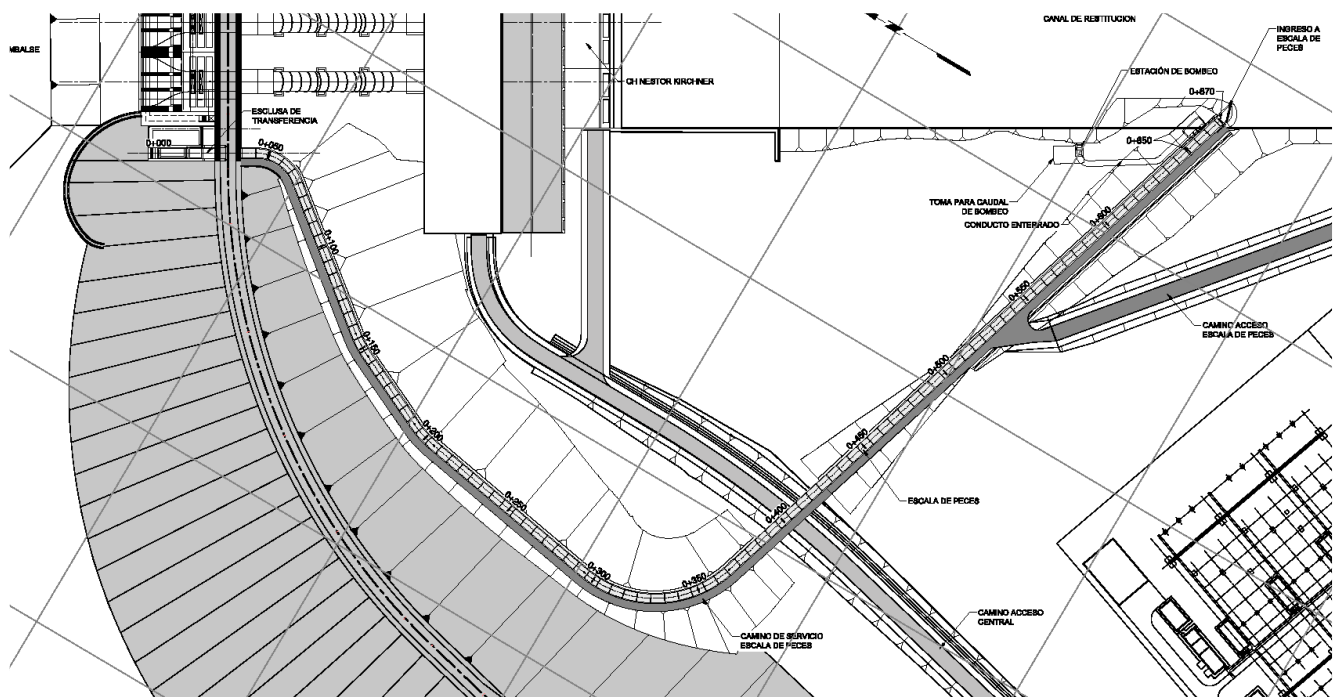 CANAL DE RESTITUCION
INGRESO A
ESCALA DE
PECES
MBALSE
CH NESTOR KIRCHNER
ESTACIÓN DE BOMBEO
0+670
ESCLUSA DE
TRANSFERENCIA
0+000
0+050
0+650
TOMA PARA CAUDAL
DE BOMBEO
CONDUCTO ENTERRADO
0+600
0+100
0+550
CAMINO ACCESO
ESCALA DE PECES
0+150
0+500
0+200
0+450
0+250
ESCALA DE PECES
0+400
0+300
0+350
CAMINO ACCESO
CENTRAL
CAMINO DE SERVICIO
ESCALA DE PECES